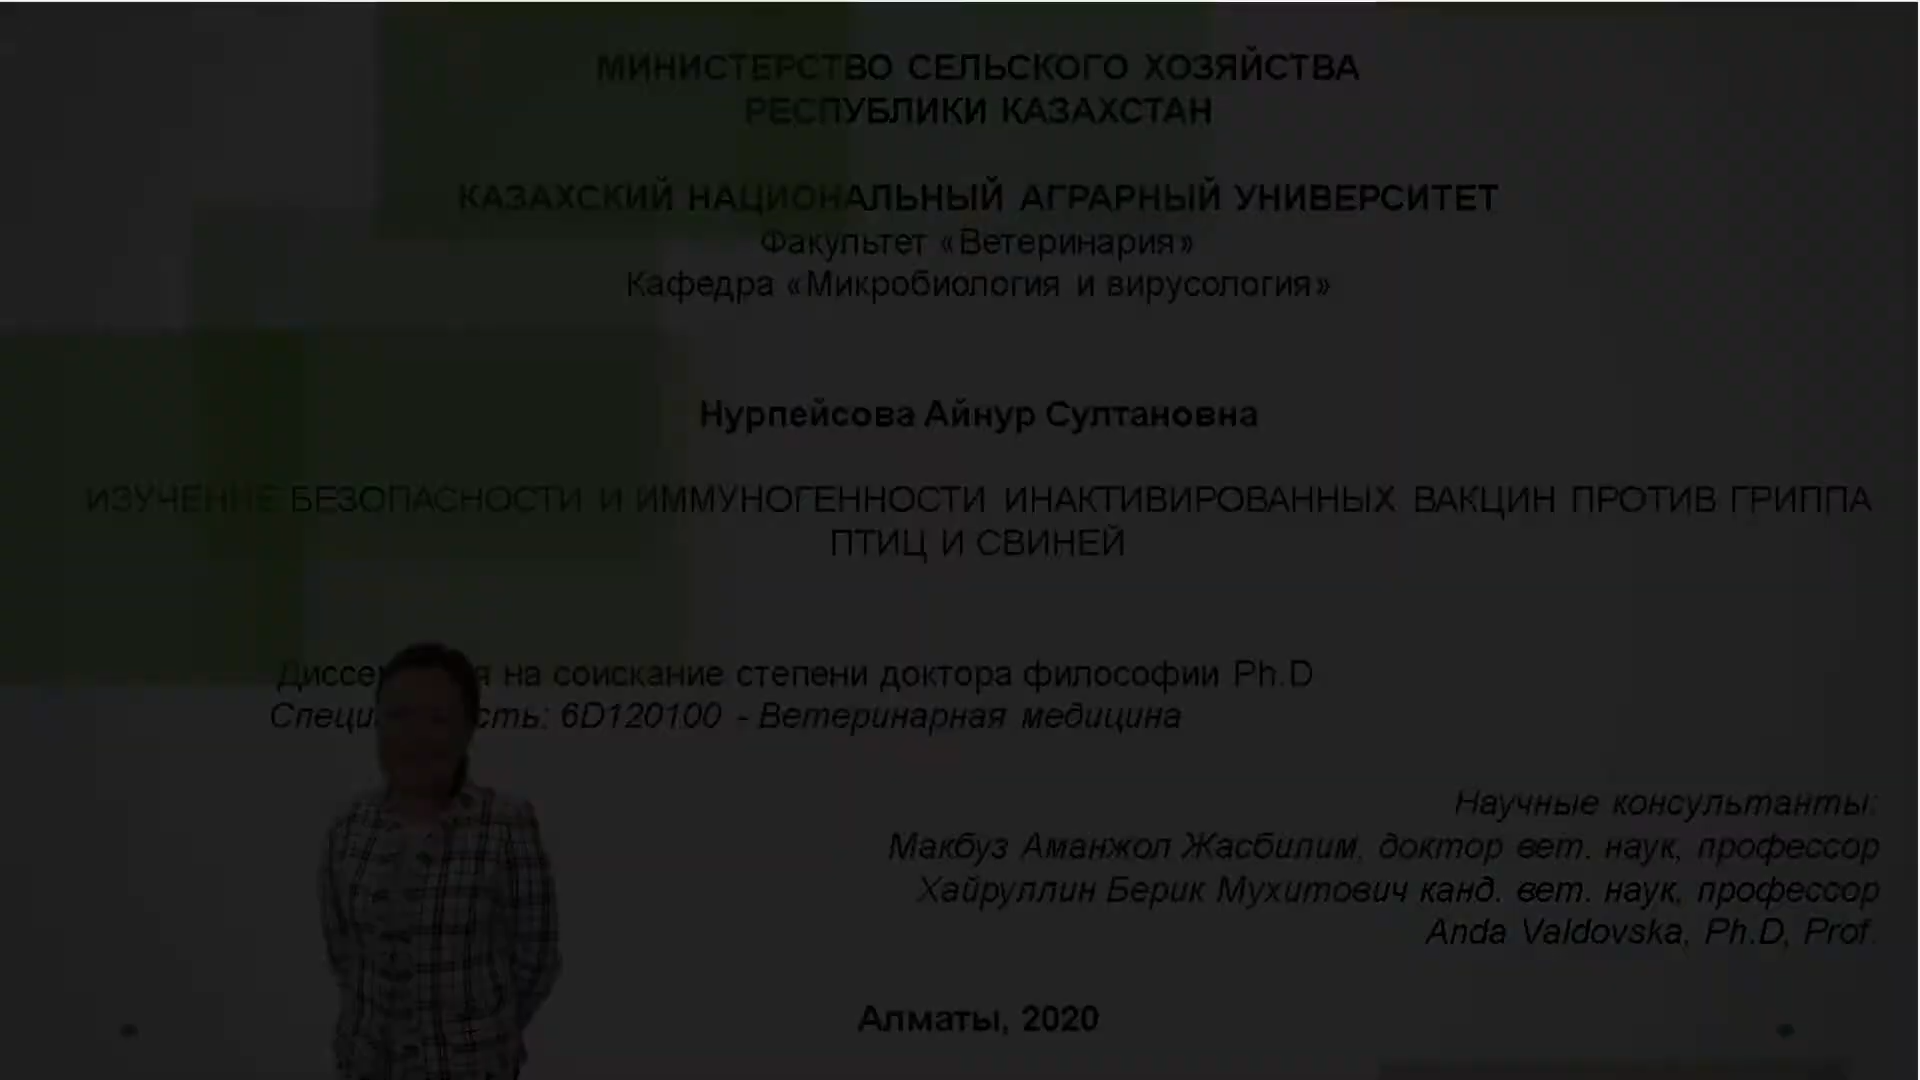 МИНИСТЕРСТВО СЕЛЬСКОГО ХОЗЯЙСТВА
РЕСПУБЛИКИ КАЗАХСТАН
КАЗАХСКИЙ НАЦИОНАЛЬНЫЙ АГРАРНЫЙ УНИВЕРСИТЕТ
Факультет «Ветеринария»
Кафедра «Микробиология и вирусология»
Нурпейсова Айнур Султановна
ИЗУЧЕНИЕ БЕЗОПАСНОСТИ И ИММУНОГЕННОСТИ ИНАКТИВИРОВАННЫХ ВАКЦИН ПРОТИВ ГРИППА
ПТИЦ И СВИНЕЙ
на соискание степени доктора философии Ph.D
6D120100 - Ветеринарная медицина
Научные консультанты:
Макбуз Аманжол Жасбилим, доктор вет. наук, профессор
Хайруллин Берик Мухитович канд. вет. наук, профессор
Anda Valdovska, Ph.D, Prof.
Алматы, 2020